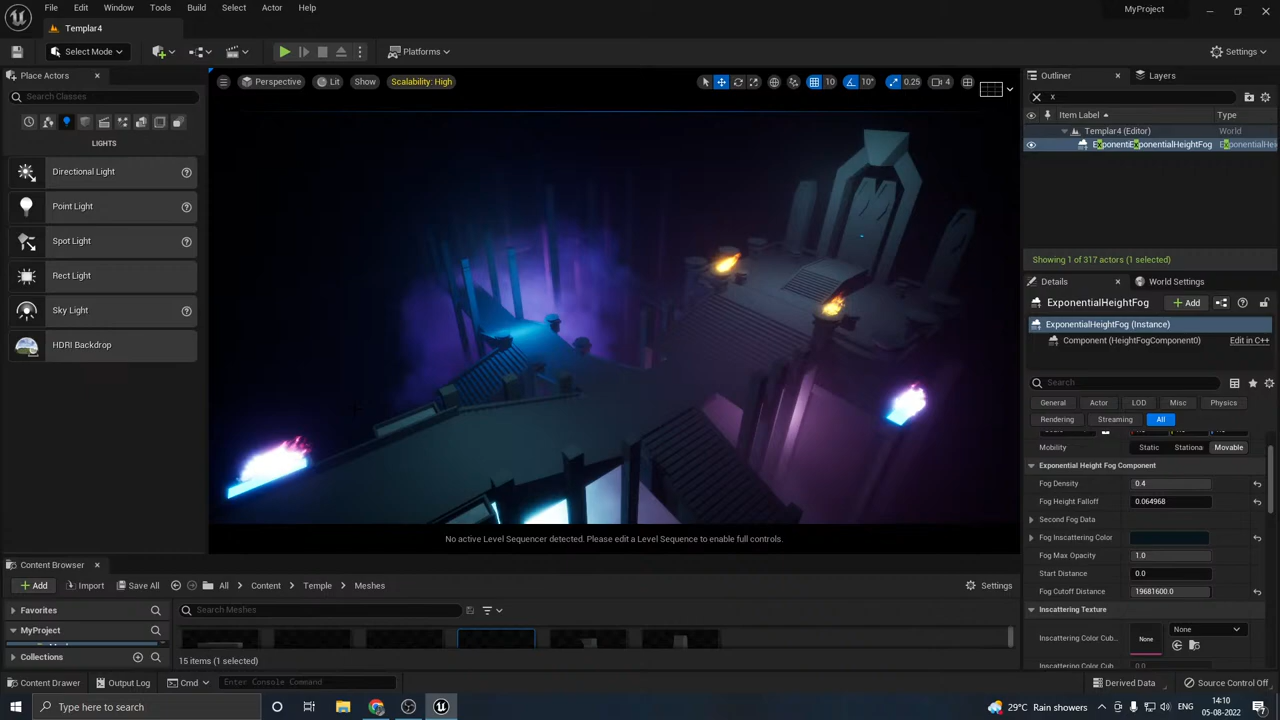 File Edit Window Tools Build Select Actor Help
MyProject
Templar4
Select Mode
Platforms
Settings
Place Actors
Search Classes
LIGHTS
Directional Light
Point Light
Spot Light
Rect Light
Sky Light
HDRI Backdrop
Perspective Lit Show Scalability: High
10 10° 0.25 4
No active Level Sequencer detected. Please edit a Level Sequence to enable full controls.
Outliner Layers
x
Item Label Type
Templar4 (Editor) World
ExponentialHeightFog
Showing 1 of 317 actors (1 selected)
Details World Settings
ExponentialHeightFog Add
ExponentialHeightFog (Instance)
Component (HeightFogComponent0) Edit in C++
Search
General Actor LOD Misc Physics
Rendering Streaming All
Mobility Static Stationa Movable
Exponential Height Fog Component
Fog Density 0.4
Fog Height Falloff 0.064968
Second Fog Data
Fog Inscattering Color
Fog Max Opacity 1.0
Start Distance 0.0
Fog Cutoff Distance 19681600.0
Inscattering Texture
Inscattering Color Cub... None None
Inscattering Color Cub... 0.0
Content Browser
Add Import Save All All Content Temple Meshes Settings
Favorites
Search Meshes
MyProject
Collections
15 items (1 selected)
Content Drawer Output Log Cmd Enter Console Command Derived Data Source Control Off
Type here to search
29°C Rain showers
ENG
14:10
05-08-2022